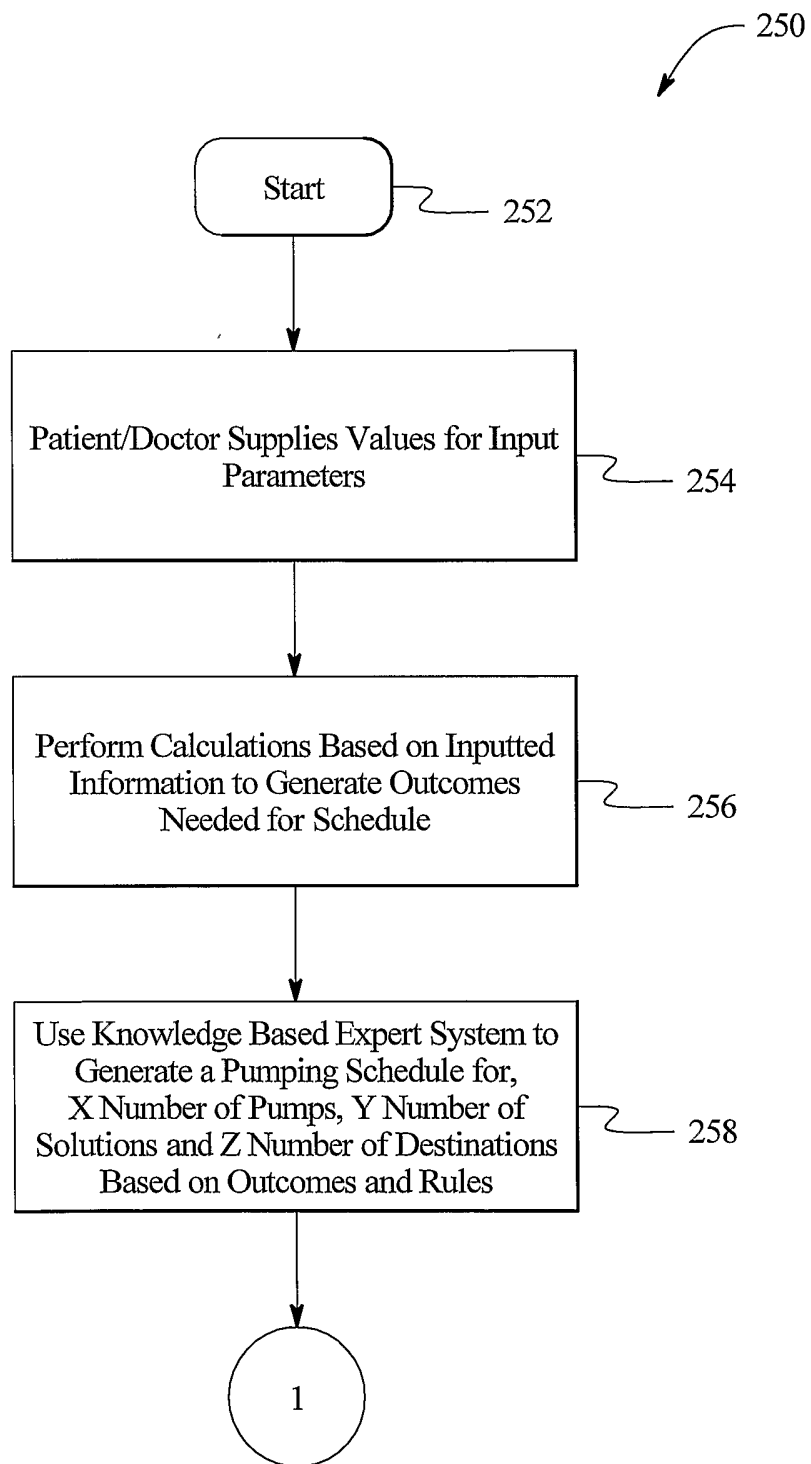 250
Start
252
Patient/Doctor Supplies Values for Input
Parameters
254
Perform Calculations Based on Inputted
Information to Generate Outcomes
Needed for Schedule
256
Use Knowledge Based Expert System to
Generate a Pumping Schedule for,
X Number of Pumps, Y Number of
Solutions and Z Number of Destinations
Based on Outcomes and Rules
258
1